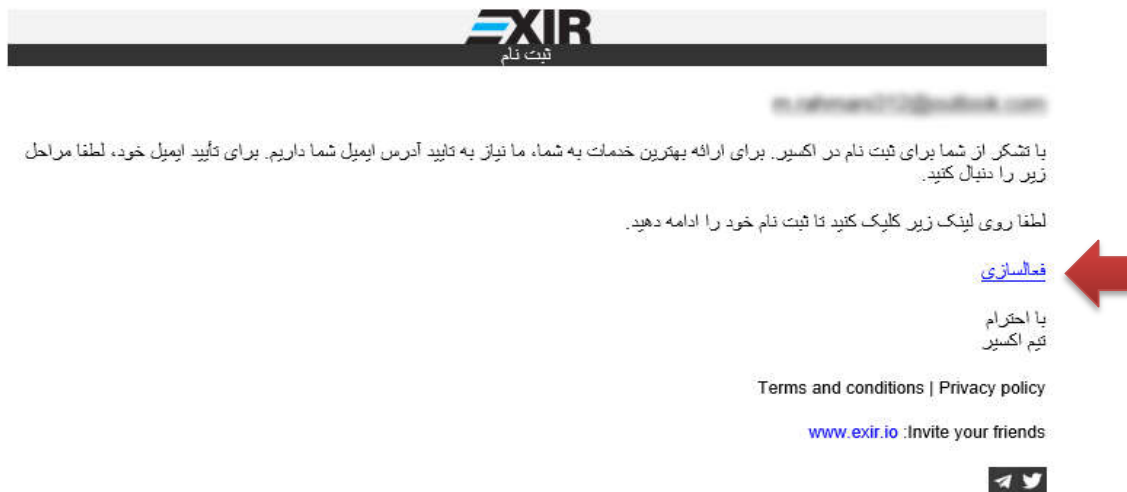 EXIR
ثبت نام
با تشکر از شما برای ثبت نام در اکسیر. برای ارائه بهترین خدمات به شما، ما نیاز به تایید آدرس ایمیل شما داریم. برای تأیید ایمیل خود، لطفا مراحل
زیر را دنبال کنید.
لطفا روی لینک زیر کلیک کنید تا ثبت نام خود را ادامه دهید.
فعالسازی
با احترام
تیم اکسیر
Terms and conditions | Privacy policy
www.exir.io :Invite your friends